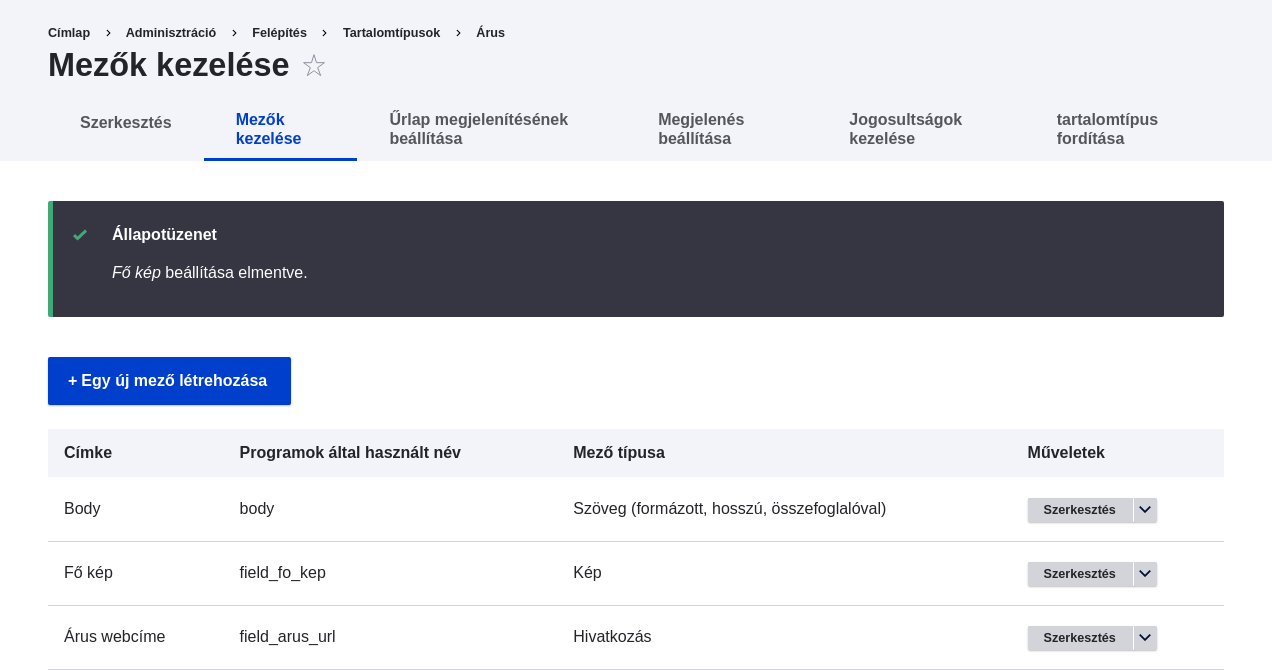 Címlap › Adminisztráció › Felépítés › Tartalomtípusok › Árus
Mezők kezelése ☆
Szerkesztés
Mezők
kezelése
Űrlap megjelenítésének
beállítása
Megjelenés
beállítása
Jogosultságok
kezelése
tartalomtípus
fordítása
Állapotüzenet
Fő kép beállítása elmentve.
+ Egy új mező létrehozása
Címke Programok által használt név Mező típusa Műveletek
Body body Szöveg (formázott, hosszú, összefoglalóval) Szerkesztés
Fő kép field_fo_kep Kép Szerkesztés
Árus webcíme field_arus_url Hivatkozás Szerkesztés